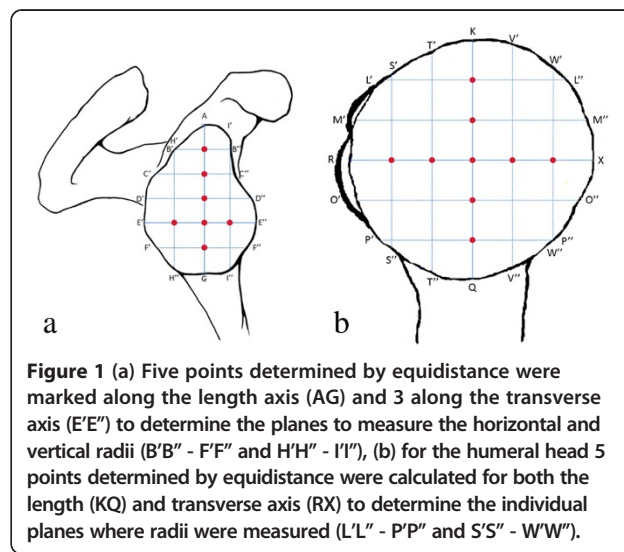 A
H' I'
B' B"
C' C"
D' D"
E' E"
F' F"
H" G I"
a
K
T' V'
S' W'
L' L"
M' M"
R X
O' O"
P' P"
S" W"
T" V"
Q
b
Figure 1 (a) Five points determined by equidistance were
marked along the length axis (AG) and 3 along the transverse
axis (E'E") to determine the planes to measure the horizontal and
vertical radii (B'B" - F'F" and H'H" - I'I"), (b) for the humeral head 5
points determined by equidistance were calculated for both the
length (KQ) and transverse axis (RX) to determine the individual
planes where radii were measured (L'L" - P'P" and S'S" - W'W").